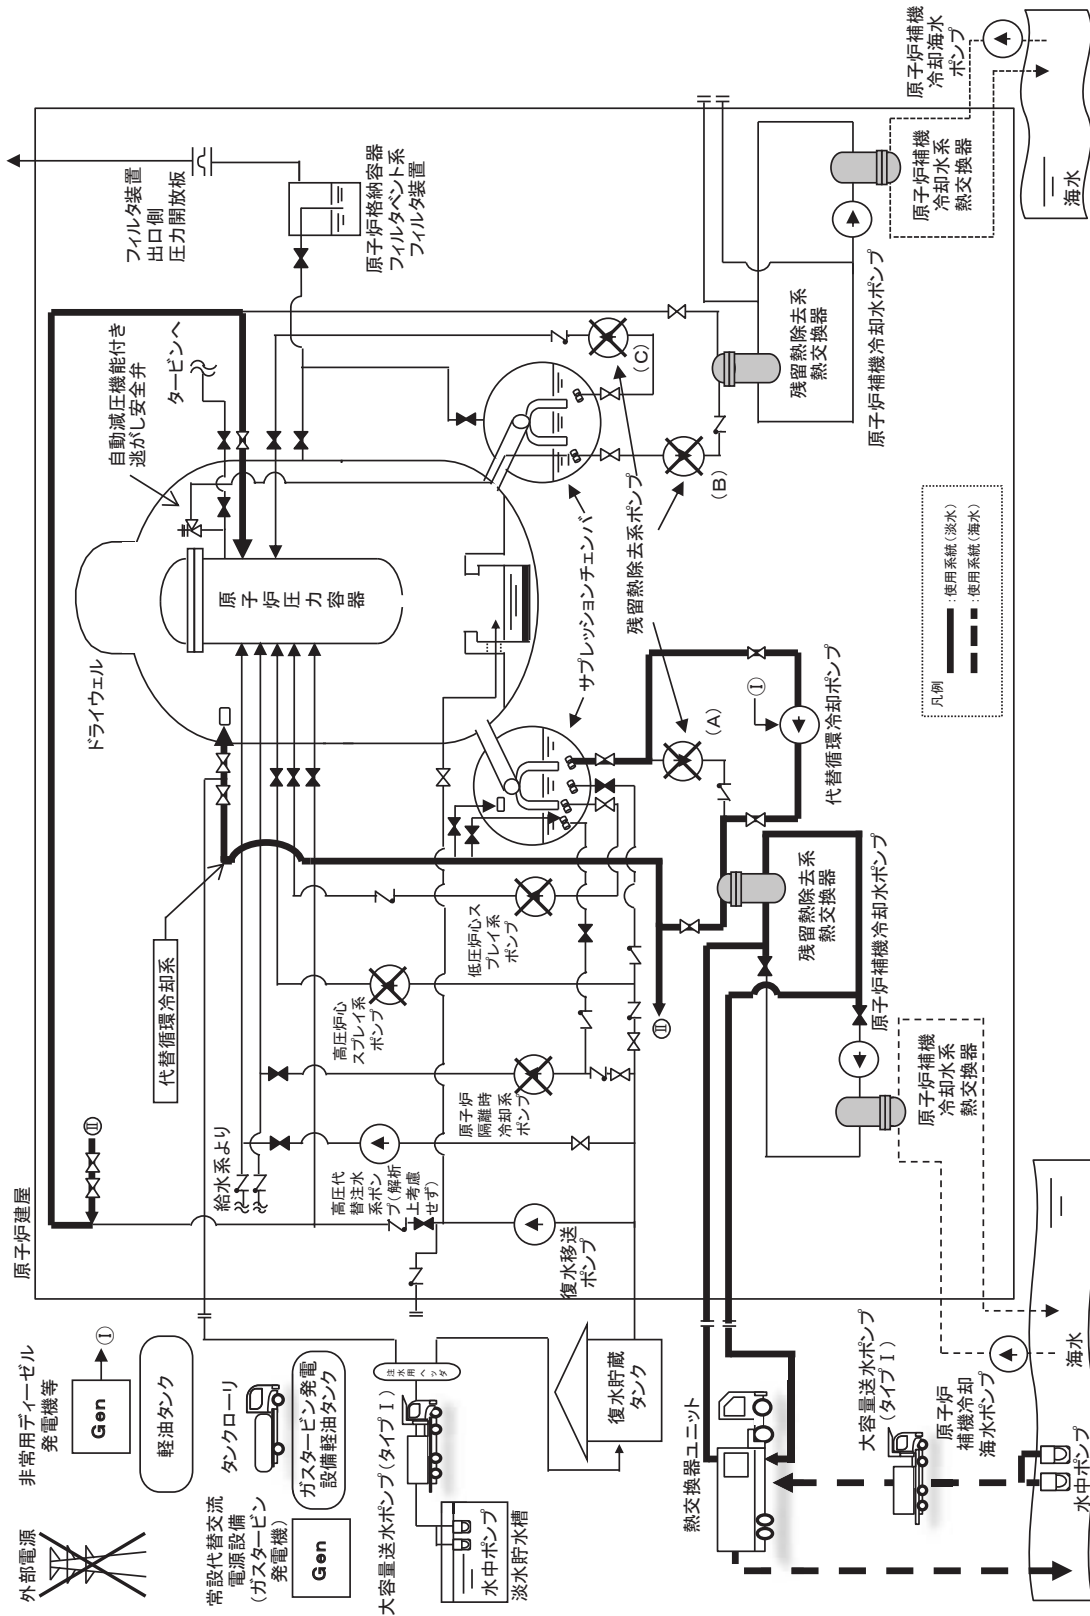 原子炉建屋
外部電源
非常用ディーゼル
発電機等
Gen
Ⅰ
軽油タンク
常設代替交流
電源設備
(ガスタービン
発電機)
Gen
タンクローリ
ガスタービン発電
設備軽油タンク
大容量送水ポンプ(タイプⅠ)
注水用ヘッダ
水中ポンプ
淡水貯水槽
復水貯蔵
タンク
熱交換器ユニット
大容量送水ポンプ
(タイプⅠ)
原子炉
補機冷却
海水ポンプ
水中ポンプ
海水
Ⅱ
代替循環冷却系
給水系より
高圧代
替注水
系ポン
プ(解析
上考慮
せず)
復水移送
ポンプ
原子炉
隔離時
冷却系
ポンプ
高圧炉心
スプレイ系
ポンプ
低圧炉心ス
プレイ系
ポンプ
Ⅱ
原子炉補機
冷却水系
熱交換器
原子炉補機冷却水ポンプ
残留熱除去系
熱交換器
代替循環冷却ポンプ
Ⅰ
(A)
ドライウェル
原子炉圧力容器
サプレッションチェンバ
残留熱除去系ポンプ
自動減圧機能付き
逃がし安全弁
タービンへ
(B)
(C)
フィルタ装置
出口側
圧力開放板
原子炉格納容器
フィルタベント系
フィルタ装置
残留熱除去系
熱交換器
原子炉補機冷却水ポンプ
原子炉補機
冷却水系
熱交換器
原子炉補機
冷却海水
ポンプ
海水
凡例
:使用系統(淡水)
:使用系統(海水)